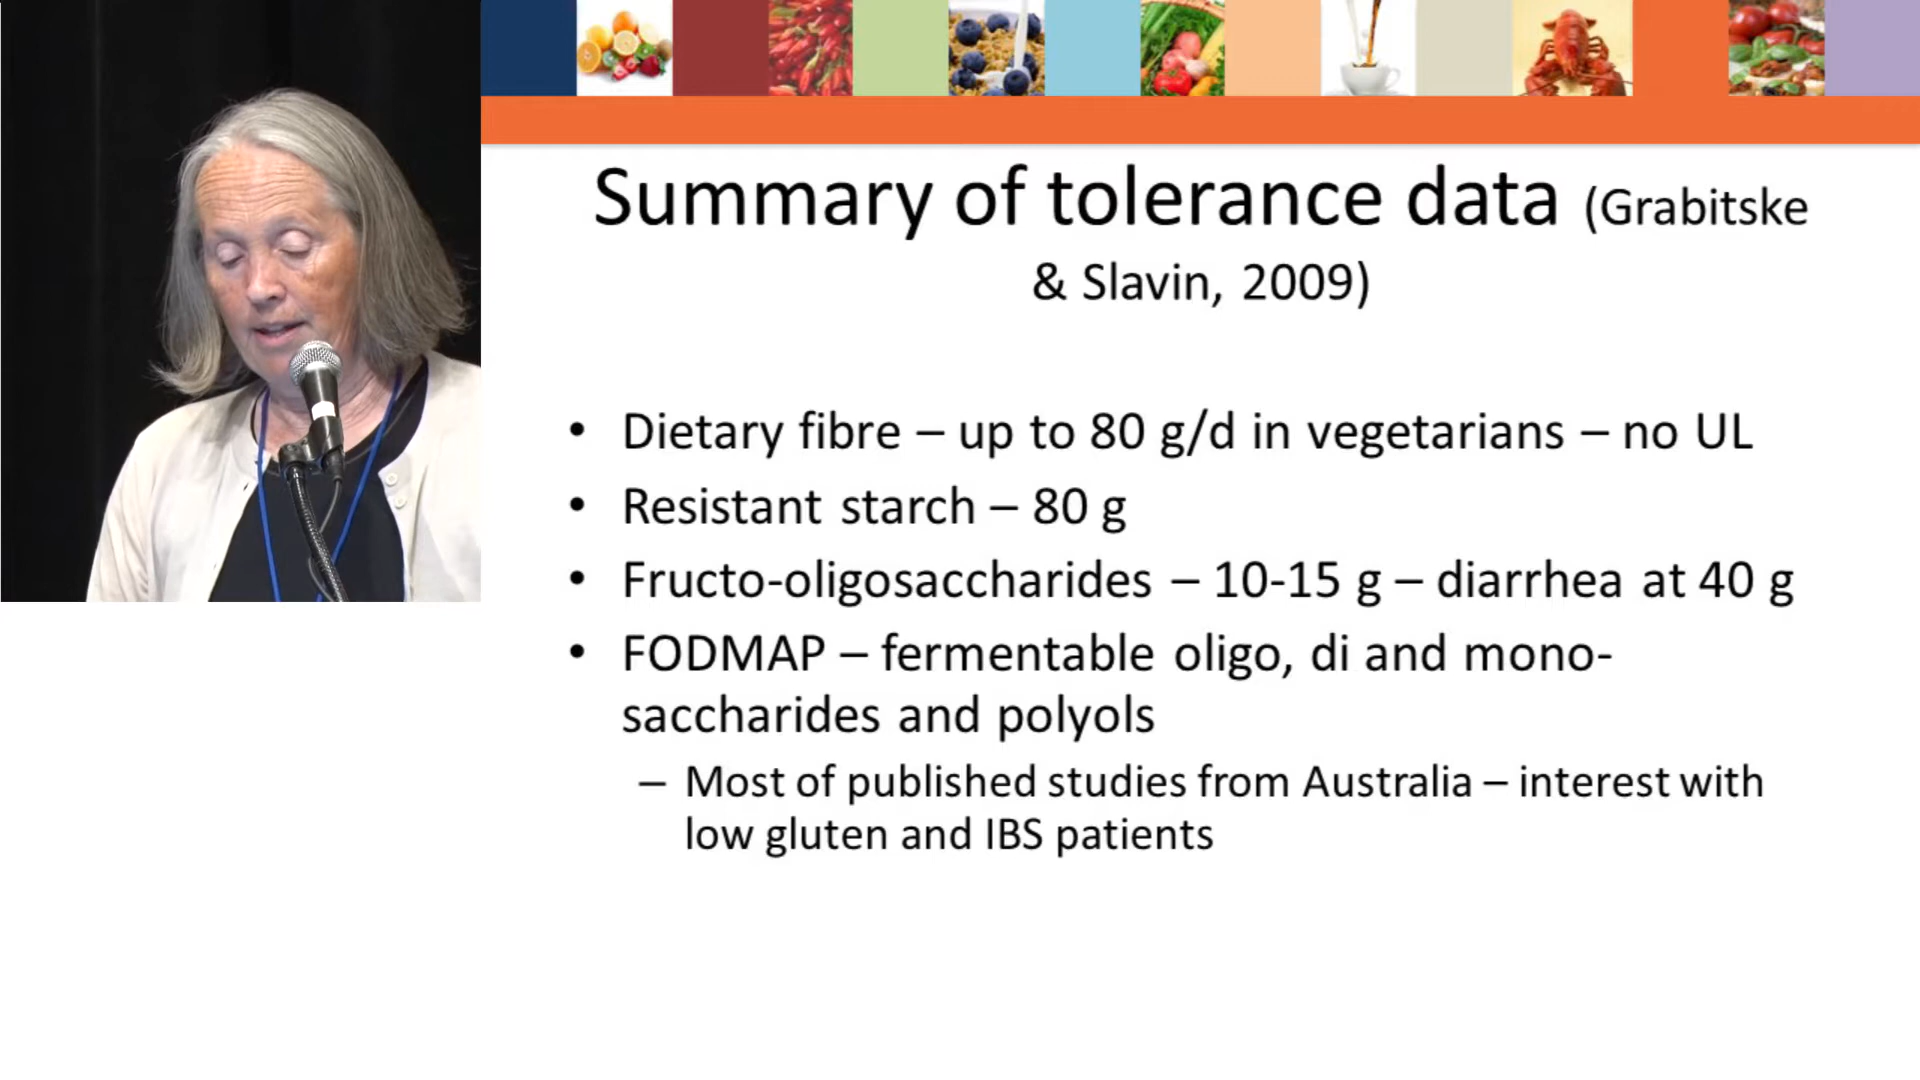 Summary of tolerance data (Grabitske
& Slavin, 2009)
• Dietary fibre – up to 80 g/d in vegetarians – no UL
• Resistant starch – 80 g
• Fructo-oligosaccharides – 10-15 g – diarrhea at 40 g
• FODMAP – fermentable oligo, di and mono-
saccharides and polyols
– Most of published studies from Australia – interest with
low gluten and IBS patients